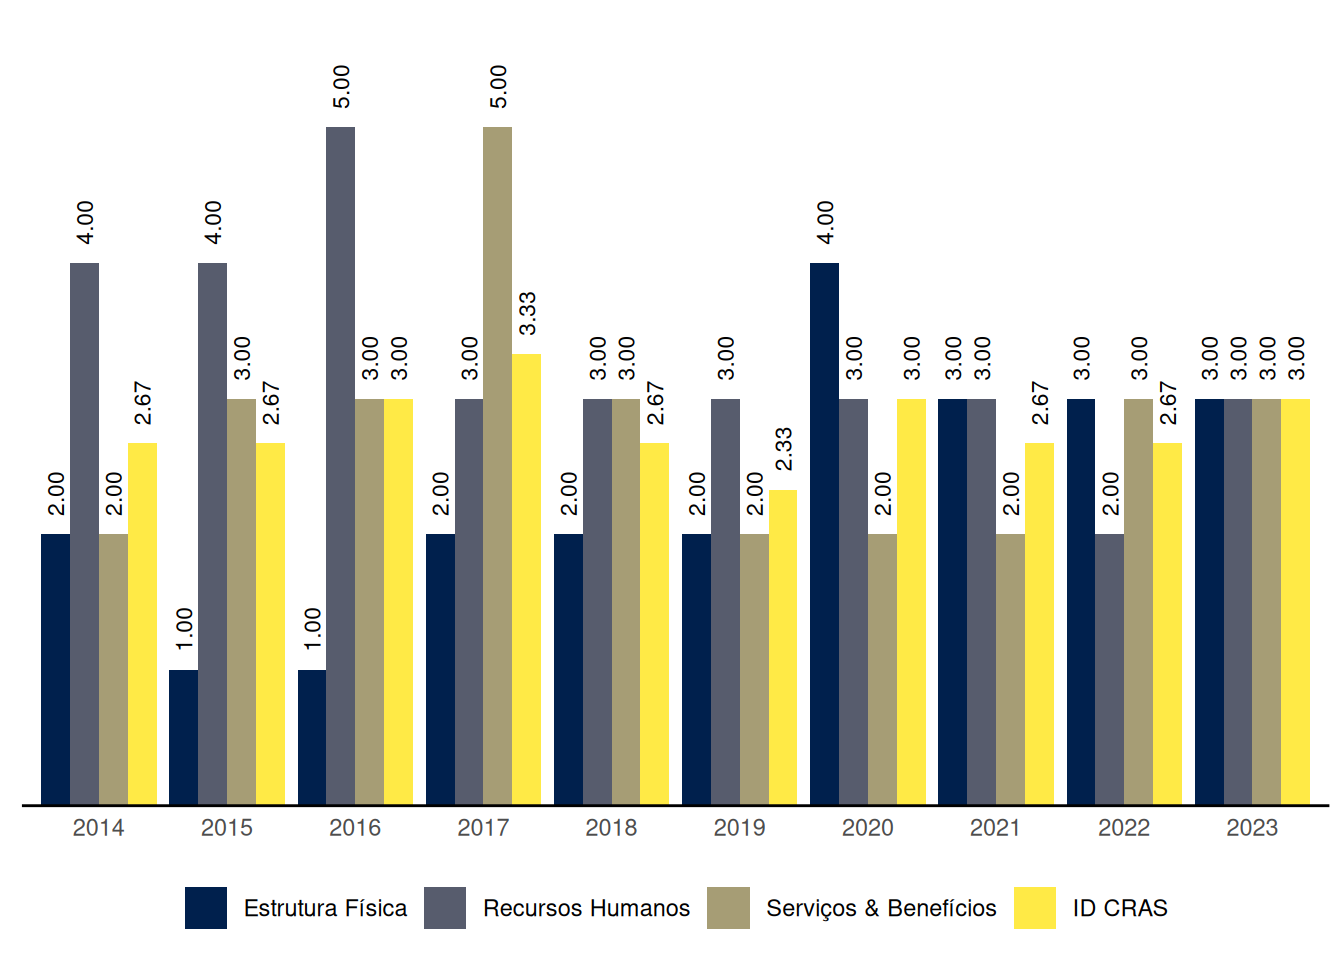 5.00 5.00
4.00 4.00 4.00
3.33
3.00 3.00 3.00 3.00 3.00 3.00 3.00 3.00 3.00 3.00 3.00 3.00 3.00 3.00 3.00 3.00 3.00
2.67 2.67 2.67 2.67 2.67
2.33
2.00 2.00 2.00 2.00 2.00 2.00 2.00 2.00 2.00
1.00 1.00
2014 2015 2016 2017 2018 2019 2020 2021 2022 2023
Estrutura Física Recursos Humanos Serviços & Benefícios ID CRAS